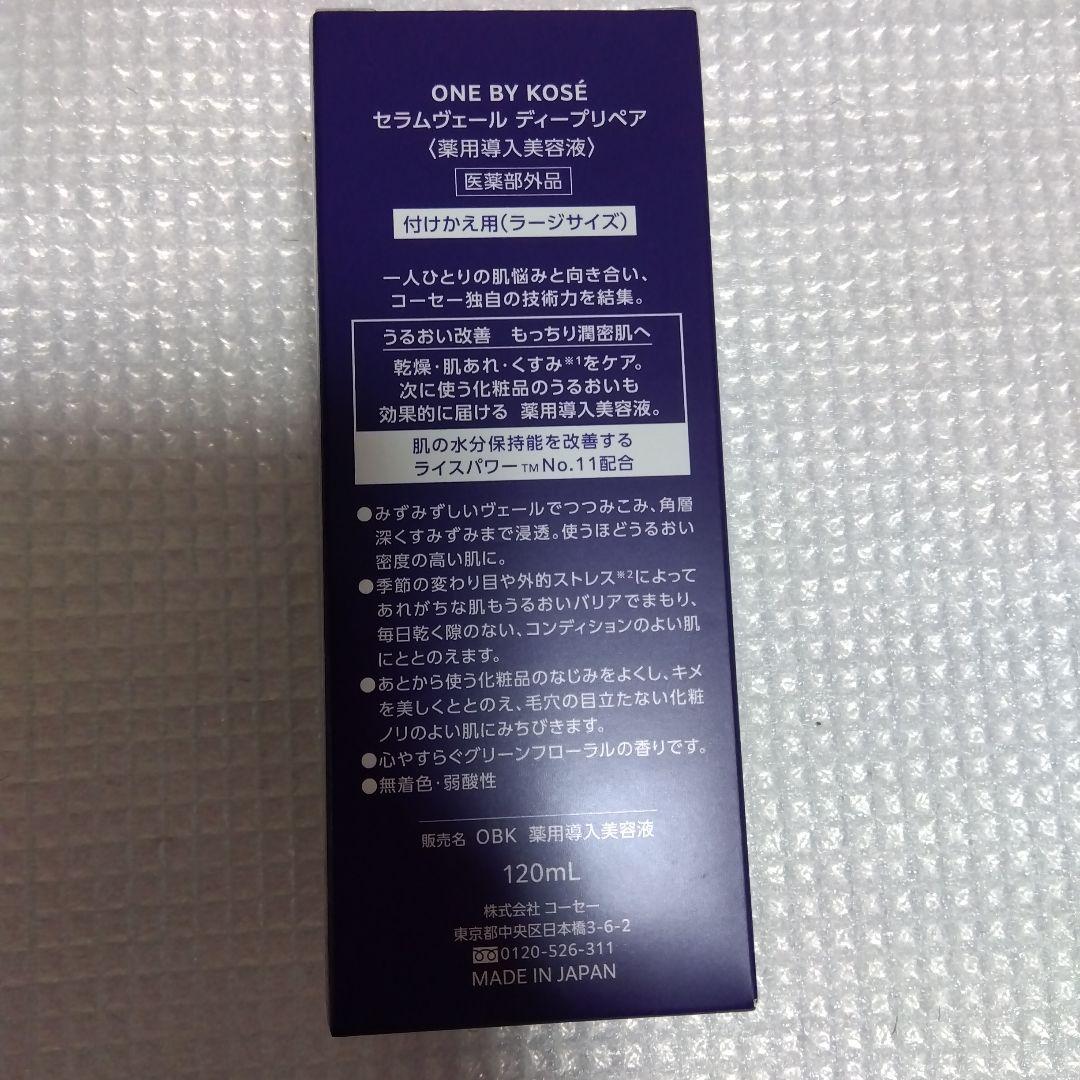 ONE BY KOSÉ
セラムヴェール ディープリペア
〈薬用導入美容液〉
医薬部外品
付けかえ用(ラージサイズ)
一人ひとりの肌悩みと向き合い、
コーセー独自の技術力を結集。
うるおい改善 もっちり潤密肌へ
乾燥・肌あれ・くすみ※1をケア。
次に使う化粧品のうるおいも
効果的に届ける 薬用導入美容液。
肌の水分保持能を改善する
ライスパワー™No.11配合
●みずみずしいヴェールでつつみこみ、角層
深くすみずみまで浸透。使うほどうるおい
密度の高い肌に。
●季節の変わり目や外的ストレス※2によって
あれがちな肌もうるおいバリアでまもり、
毎日乾く隙のない、コンディションのよい肌
にととのえます。
●あとから使う化粧品のなじみをよくし、キメ
を美しくととのえ、毛穴の目立たない化粧
ノリのよい肌にみちびきます。
●心やすらぐグリーンフローラルの香りです。
●無着色・弱酸性
販売名 OBK 薬用導入美容液
120mL
株式会社 コーセー
東京都中央区日本橋3-6-2
0120-526-311
MADE IN JAPAN